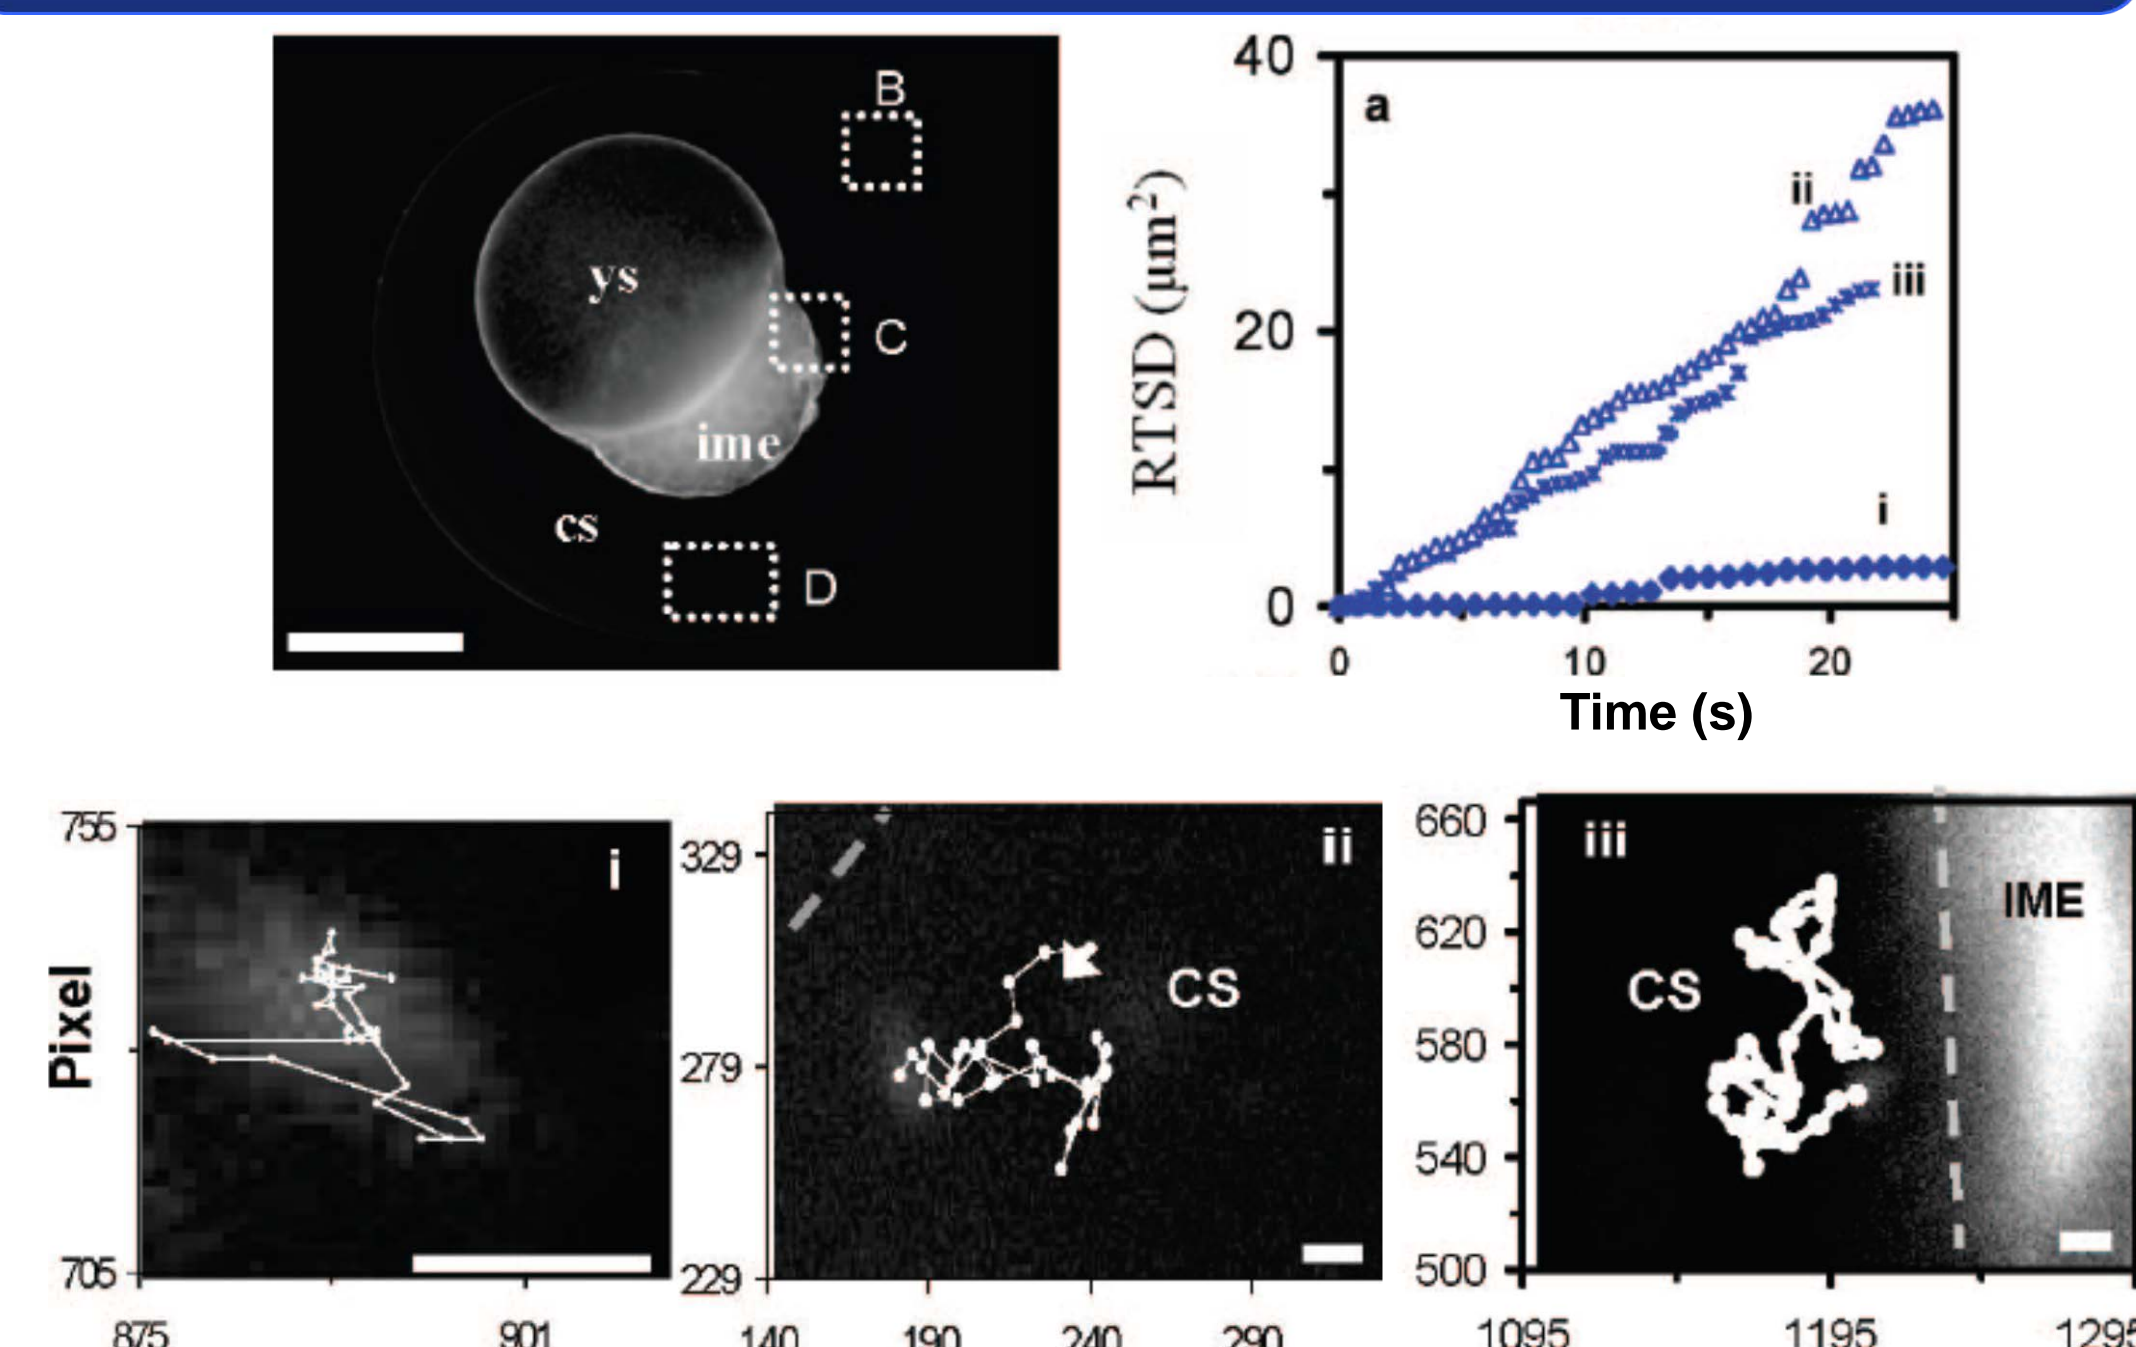 B
ys
C
ime
cs
D
40
a
RTSD (μm²)
ii
iii
20
i
0
0 10 20
Time (s)
755
i
Pixel
705
875 901
329
ii
CS
279
229
140 190 240 290
660
iii
IME
620
CS
580
540
500
1095 1195 1295